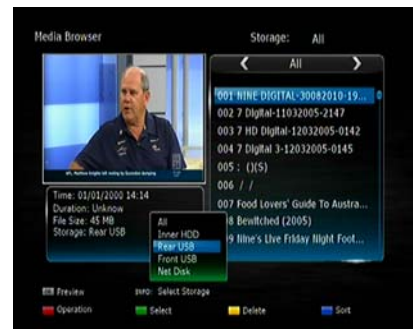 Media Browser
Storage: All
All
001 NINE DIGITAL-30082010-19...
002 7 Digital-11032005-2147
003 7 HD Digital-12032005-0142
004 7 Digital 3-12032005-0145
005 : ()(S)
006 / /
007 Food Lovers' Guide To Austra...
8 Bewitched (2005)
9 Nine's Live Friday Night Foot...
Time: 01/01/2000 14:14
Duration: Unknow
File Size: 45 MB
Storage: Rear USB
All
Inner HDD
Rear USB
Front USB
Net Disk
Preview
INFO: Select Storage
Operation
Select
Delete
Sort